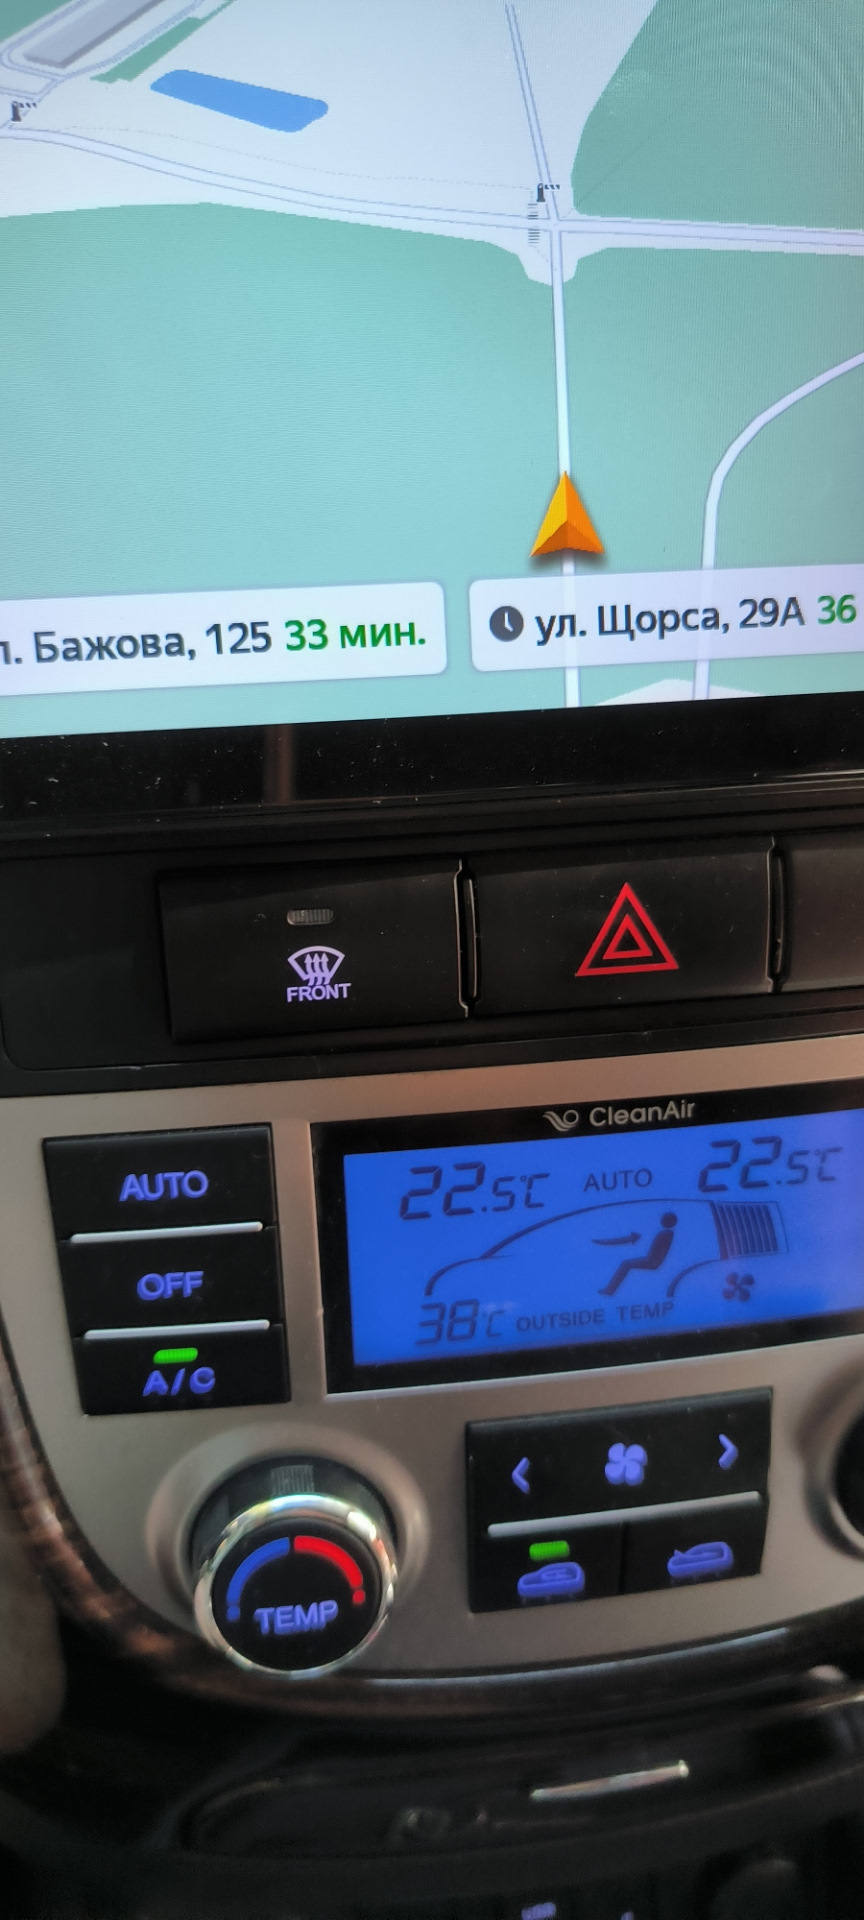 л. Бажова, 125 33 мин.
ул. Щорса, 29А 36
FRONT
CleanAir
AUTO
22.5°C AUTO 22.5°C
OFF
38°C OUTSIDE TEMP
A/C
TEMP